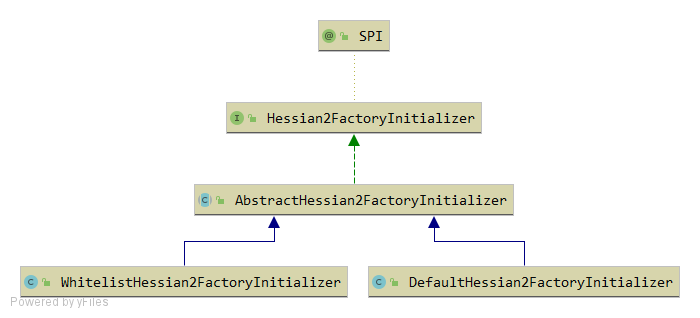 @ SPI
I Hessian2FactoryInitializer
C AbstractHessian2FactoryInitializer
C WhitelistHessian2FactoryInitializer
C DefaultHessian2FactoryInitializer
Powered by yFiles